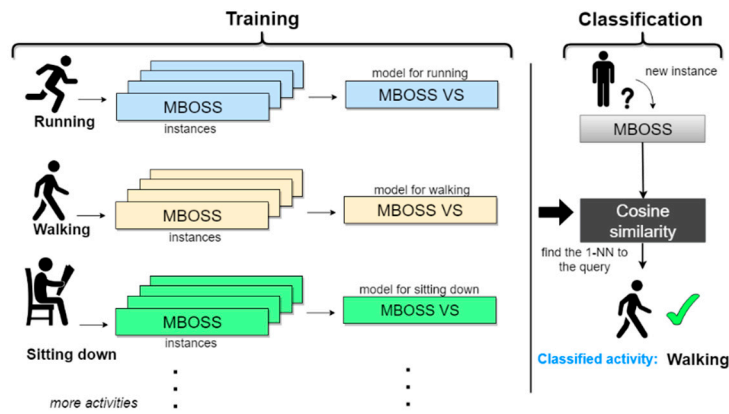 Training
Classification
Running
MBOSS
instances
model for running
MBOSS VS
Walking
MBOSS
instances
model for walking
MBOSS VS
Sitting down
MBOSS
instances
model for sitting down
MBOSS VS
more activities
new instance
?
MBOSS
Cosine
similarity
find the 1-NN to
the query
Classified activity: Walking